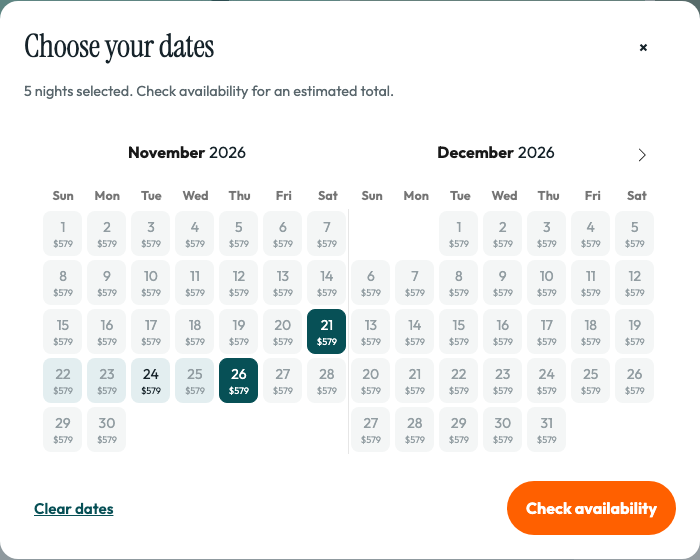 Choose your dates
×
5 nights selected. Check availability for an estimated total.
November 2026
Sun Mon Tue Wed Thu Fri Sat
1 2 3 4 5 6 7
$579 $579 $579 $579 $579 $579 $579
8 9 10 11 12 13 14
$579 $579 $579 $579 $579 $579 $579
15 16 17 18 19 20 21
$579 $579 $579 $579 $579 $579 $579
22 23 24 25 26 27 28
$579 $579 $579 $579 $579 $579 $579
29 30
$579 $579
December 2026
Sun Mon Tue Wed Thu Fri Sat
1 2 3 4 5
$579 $579 $579 $579 $579
6 7 8 9 10 11 12
$579 $579 $579 $579 $579 $579 $579
13 14 15 16 17 18 19
$579 $579 $579 $579 $579 $579 $579
20 21 22 23 24 25 26
$579 $579 $579 $579 $579 $579 $579
27 28 29 30 31
$579 $579 $579 $579 $579
Clear dates
Check availability